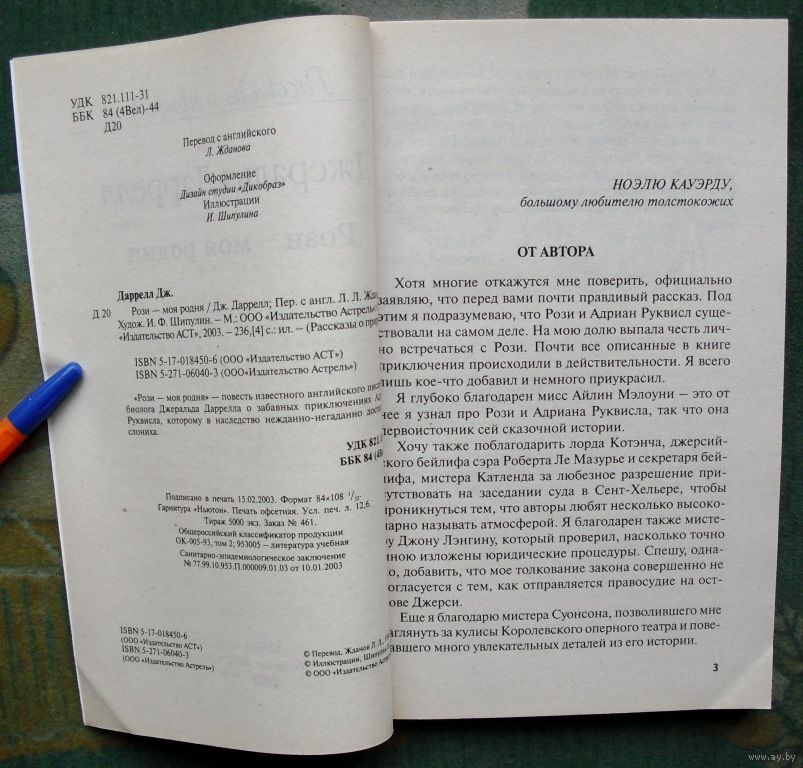 УДК 821.111-31
ББК 84 (4Вел)-44
Д20
Перевод с английского
Л. Жданова
Оформление
Дизайн студии «Дикобраз»
Иллюстрации
И. Шипулина
Даррелл Дж.
Д 20 Рози — моя родня / Дж. Даррелл; Пер. с англ. Л. Л.
Худож. И. Ф. Шипулин. – М.: ООО «Издательство Астрель»
«Издательство АСТ», 2003. – 236,[4] с.: ил. — (Рассказы о
ISBN 5-17-018450-6 (ООО «Издательство АСТ»)
ISBN 5-271-06040-3 (ООО«Издательство Астрель»)
«Рози – моя родня» — повесть известного английского
биолога Джеральда Даррелла о забавных приключениях
Руквисла, которому в наследство нежданно-негаданно
слониха.
УДК
ББК 84
Подписано в печать 15.02.2003. Формат 84×108 1/32.
Гарнитура «Ньютон». Печать офсетная. Усл. печ. л. 12,6.
Тираж 5000 экз. Заказ № 461.
Общероссийский классификатор продукции
ОК-005-93, том 2; 953005 – литература учебная
Санитарно-эпидемиологическое заключение
№ 77.99.10.953.П.000009.01.03 от 10.01.2003
ISBN 5-17-018450-6
(ООО «Издательство АСТ»)
ISBN 5-271-06040-3
(ООО «Издательство Астрель»)
© Перевод, Жданов Л. Л.
© Иллюстрации,
© ООО «Издательство
НОЭЛЮ КАУЭРДУ,
большому любителю толстокожих
ОТ АВТОРА
Хотя многие откажутся мне поверить, официально
заявляю, что перед вами почти правдивый рассказ. Под
этим я подразумеваю, что Рози и Адриан Руквисл суще-
ствовали на самом деле. На мою долю выпала честь лич-
но встречаться с Рози. Почти все описанные в книге
приключения происходили в действительности. Я всего
лишь кое-что добавил и немного приукрасил.
Я глубоко благодарен мисс Айлин Мэлоуни – это от
нее я узнал про Рози и Адриана Руквисла, так что она
первоисточник сей сказочной истории.
Хочу также поблагодарить лорда Котэнча, джерсий-
ского бейлифа сэра Роберта Ле Мазурье и секретаря бей-
лифа, мистера Катленда за любезное разрешение при-
сутствовать на заседании суда в Сент-Хельере, чтобы
проникнуться тем, что авторы любят несколько высоко-
парно называть атмосферой. Я благодарен также мисте-
ру Джону Лэнгину, который проверил, насколько точно
мною изложены юридические процедуры. Спешу, одна-
ко, добавить, что мое толкование закона совершенно не
согласуется с тем, как отправляется правосудие на ост-
рове Джерси.
Еще я благодарю мистера Суонсона, позволившего мне
заглянуть за кулисы Королевского оперного театра и пове-
давшего много увлекательных деталей из его истории.
3
www.ay.by